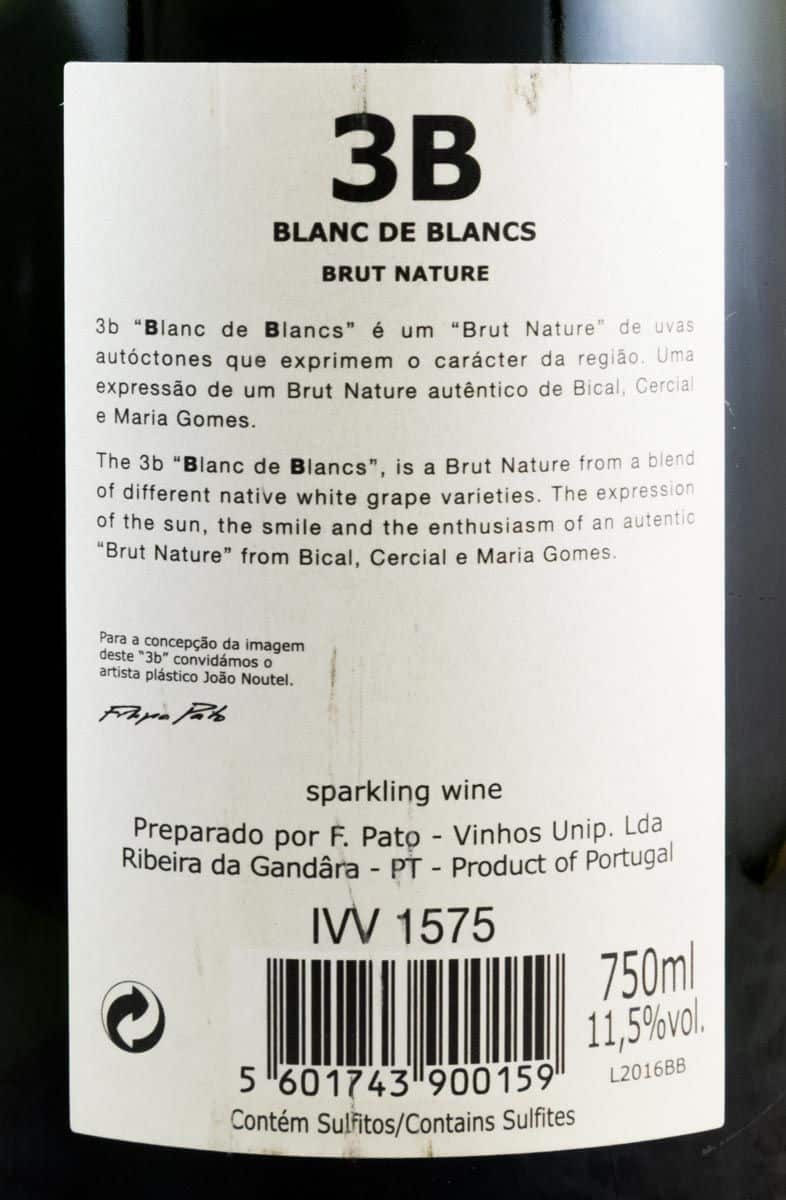 3B
BLANC DE BLANCS
BRUT NATURE
3b “Blanc de Blancs” é um “Brut Nature” de uvas
autóctones que exprimem o carácter da região. Uma
expressão de um Brut Nature autêntico de Bical, Cercial
e Maria Gomes.
The 3b “Blanc de Blancs”, is a Brut Nature from a blend
of different native white grape varieties. The expression
of the sun, the smile and the enthusiasm of an autentic
“Brut Nature” from Bical, Cercial e Maria Gomes.
Para a concepção da imagem
deste “3b” convidámos o
artista plástico João Noutel.
Filipa Pato
sparkling wine
Preparado por F. Pato - Vinhos Unip. Lda
Ribeira da Gandâra - PT - Product of Portugal
IVV 1575
750ml
11,5%vol.
L2016BB
5 601743 900159
Contém Sulfitos/Contains Sulfites